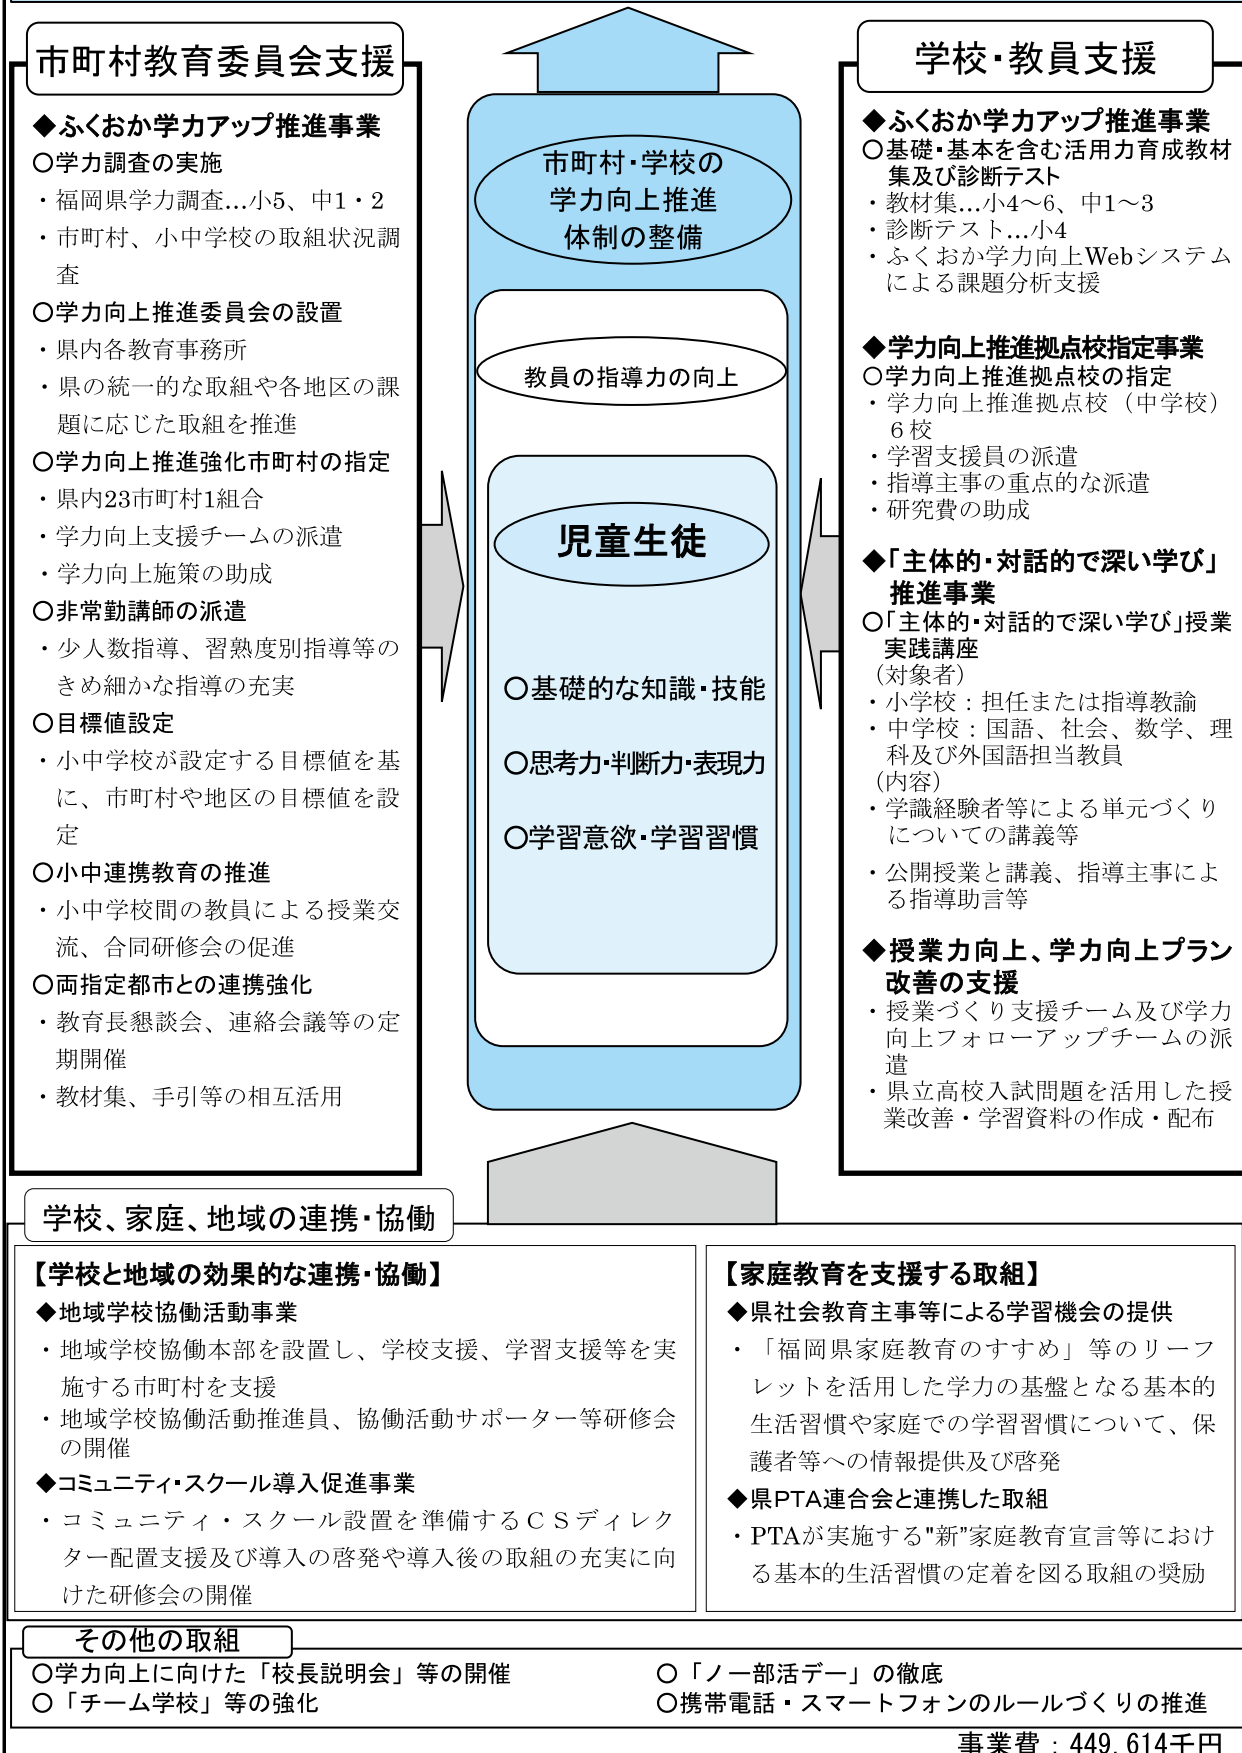 市町村教育委員会支援
◆ふくおか学力アップ推進事業
○学力調査の実施
・福岡県学力調査…小5、中1・2
・市町村、小中学校の取組状況調
査
○学力向上推進委員会の設置
・県内各教育事務所
・県の統一的な取組や各地区の課
題に応じた取組を推進
○学力向上推進強化市町村の指定
・県内23市町村1組合
・学力向上支援チームの派遣
・学力向上施策の助成
○非常勤講師の派遣
・少人数指導、習熟度別指導等の
きめ細かな指導の充実
○目標値設定
・小中学校が設定する目標値を基
に、市町村や地区の目標値を設
定
○小中連携教育の推進
・小中学校間の教員による授業交
流、合同研修会の促進
○両指定都市との連携強化
・教育長懇談会、連絡会議等の定
期開催
・教材集、手引等の相互活用
市町村・学校の
学力向上推進
体制の整備
教員の指導力の向上
児童生徒
○基礎的な知識・技能
○思考力・判断力・表現力
○学習意欲・学習習慣
学校・教員支援
◆ふくおか学力アップ推進事業
○基礎・基本を含む活用力育成教材
集及び診断テスト
・教材集…小4～6、中1～3
・診断テスト…小4
・ふくおか学力向上Webシステム
による課題分析支援
◆学力向上推進拠点校指定事業
○学力向上推進拠点校の指定
・学力向上推進拠点校（中学校）
６校
・学習支援員の派遣
・指導主事の重点的な派遣
・研究費の助成
◆「主体的・対話的で深い学び」
推進事業
○「主体的・対話的で深い学び」授業
実践講座
（対象者）
・小学校：担任または指導教諭
・中学校：国語、社会、数学、理
科及び外国語担当教員
（内容）
・学識経験者等による単元づくり
についての講義等
・公開授業と講義、指導主事によ
る指導助言等
◆授業力向上、学力向上プラン
改善の支援
・授業づくり支援チーム及び学力
向上フォローアップチームの派
遣
・県立高校入試問題を活用した授
業改善・学習資料の作成・配布
学校、家庭、地域の連携・協働
【学校と地域の効果的な連携・協働】
◆地域学校協働活動事業
・地域学校協働本部を設置し、学校支援、学習支援等を実
施する市町村を支援
・地域学校協働活動推進員、協働活動サポーター等研修会
の開催
◆コミュニティ・スクール導入促進事業
・コミュニティ・スクール設置を準備するＣＳディレク
ター配置支援及び導入の啓発や導入後の取組の充実に向
けた研修会の開催
【家庭教育を支援する取組】
◆県社会教育主事等による学習機会の提供
・「福岡県家庭教育のすすめ」等のリーフ
レットを活用した学力の基盤となる基本的
生活習慣や家庭での学習習慣について、保
護者等への情報提供及び啓発
◆県PTA連合会と連携した取組
・PTAが実施する"新"家庭教育宣言等におけ
る基本的生活習慣の定着を図る取組の奨励
その他の取組
○学力向上に向けた「校長説明会」等の開催
○「チーム学校」等の強化
○「ノー部活デー」の徹底
○携帯電話・スマートフォンのルールづくりの推進
事業費：449,614千円